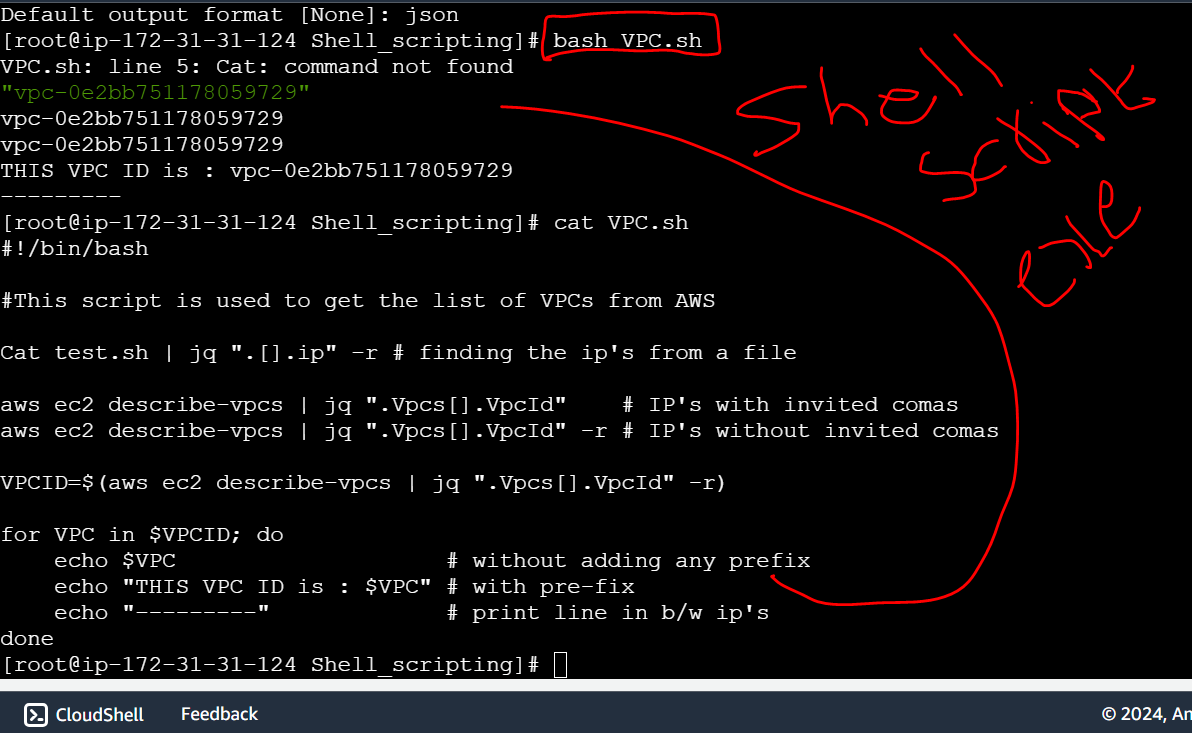 Default output format [None]: json
[root@ip-172-31-31-124 Shell_scripting]# bash VPC.sh
VPC.sh: line 5: Cat: command not found
"vpc-0e2bb751178059729"
vpc-0e2bb751178059729
vpc-0e2bb751178059729
THIS VPC ID is : vpc-0e2bb751178059729
---------
[root@ip-172-31-31-124 Shell_scripting]# cat VPC.sh
#!/bin/bash
#This script is used to get the list of VPCs from AWS
Cat test.sh | jq ".[].ip" -r # finding the ip's from a file
aws ec2 describe-vpcs | jq ".Vpcs[].VpcId"    # IP's with invited comas
aws ec2 describe-vpcs | jq ".Vpcs[].VpcId" -r # IP's without invited comas
VPCID=$(aws ec2 describe-vpcs | jq ".Vpcs[].VpcId" -r)
for VPC in $VPCID; do
    echo $VPC                    # without adding any prefix
    echo "THIS VPC ID is : $VPC" # with pre-fix
    echo "---------"             # print line in b/w ip's
done
[root@ip-172-31-31-124 Shell_scripting]#
Shell
CloudShell Feedback © 2024, Am